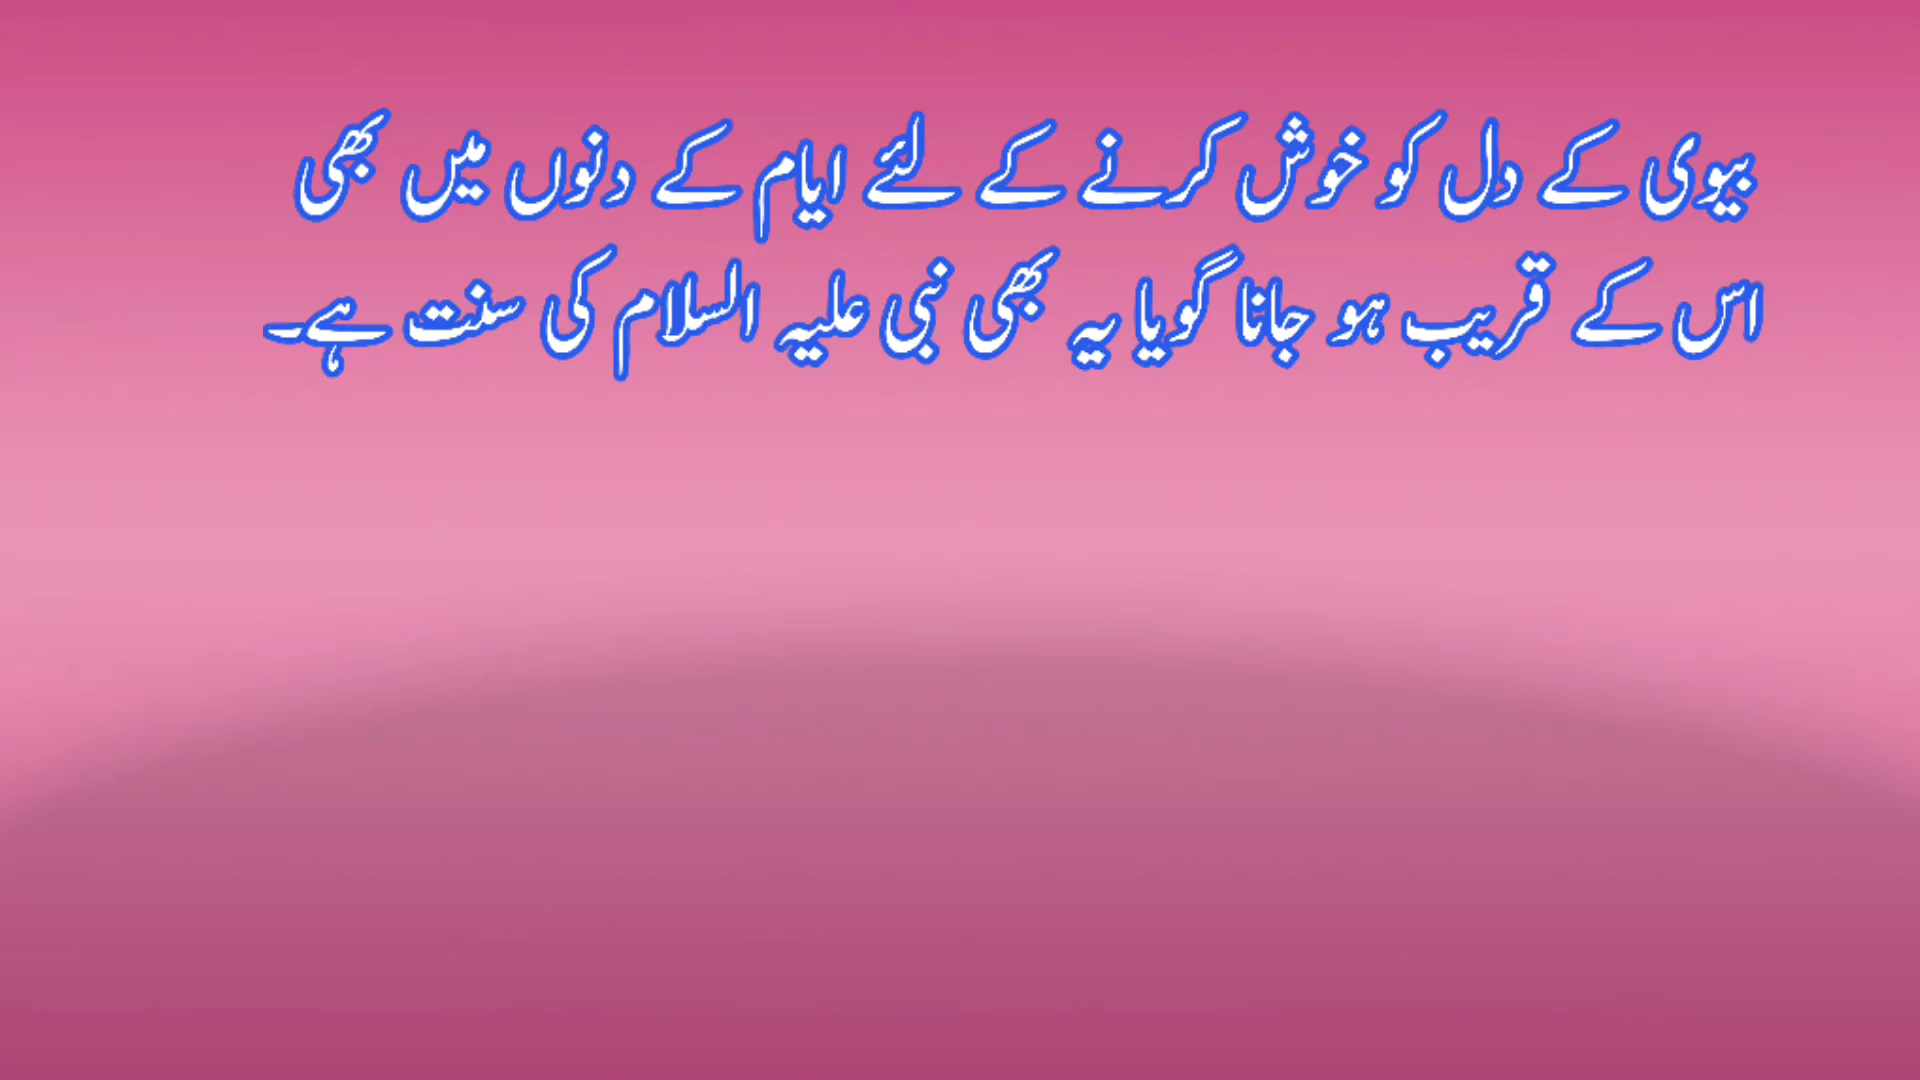 بیوی کے دل کو خوش کرنے کے لئے ایام کے دنوں میں بھی
اس کے قریب ہو جانا گویا یہ بھی نبی علیہ السلام کی سنت ہے۔